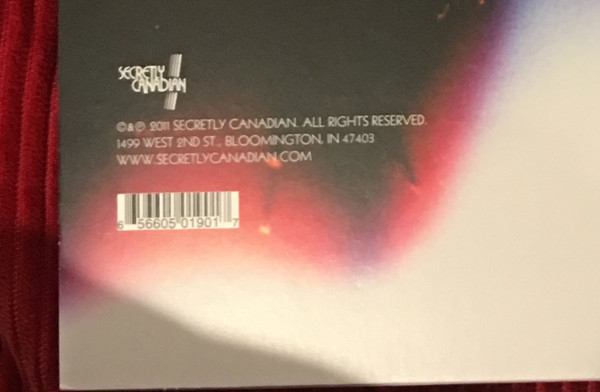 SECRETLY
CANADIAN
©&℗ 2011 SECRETLY CANADIAN. ALL RIGHTS RESERVED.
1499 WEST 2ND ST., BLOOMINGTON, IN 47403
WWW.SECRETLYCANADIAN.COM
6 56605 01901 7